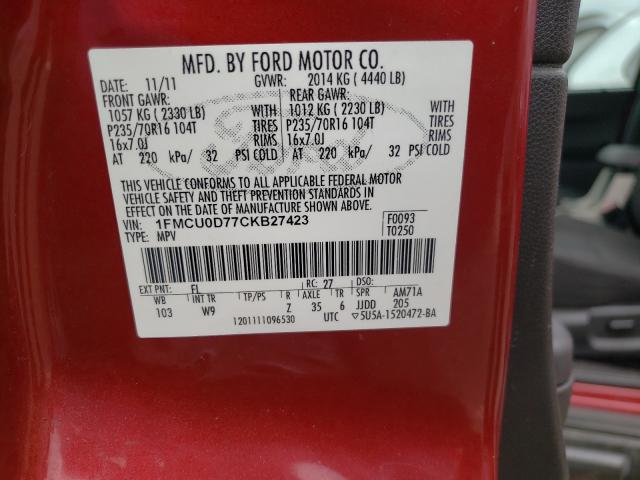 MFD. BY FORD MOTOR CO.
DATE: 11/11 GVWR: 2014 KG ( 4440 LB)
FRONT GAWR: REAR GAWR:
1057 KG ( 2330 LB) WITH 1012 KG ( 2230 LB) WITH
P235/70R16 104T TIRES P235/70R16 104T TIRES
16x7.0J RIMS 16x7.0J RIMS
AT 220 kPa/ 32 PSI COLD AT 220 kPa/ 32 PSI COLD
THIS VEHICLE CONFORMS TO ALL APPLICABLE FEDERAL MOTOR
VEHICLE SAFETY AND THEFT PREVENTION STANDARDS IN
EFFECT ON THE DATE OF MANUFACTURE SHOWN ABOVE.
VIN: 1FMCU0D77CKB27423 F0093
TYPE: MPV T0250
EXT PNT: FL RC: 27 DSO:
WB INT TR TP/PS R AXLE TR SPR AM71A
103 W9 Z 35 6 JJDD 205
1201111096530 UTC ▽5U5A-1520472-BA
Ford